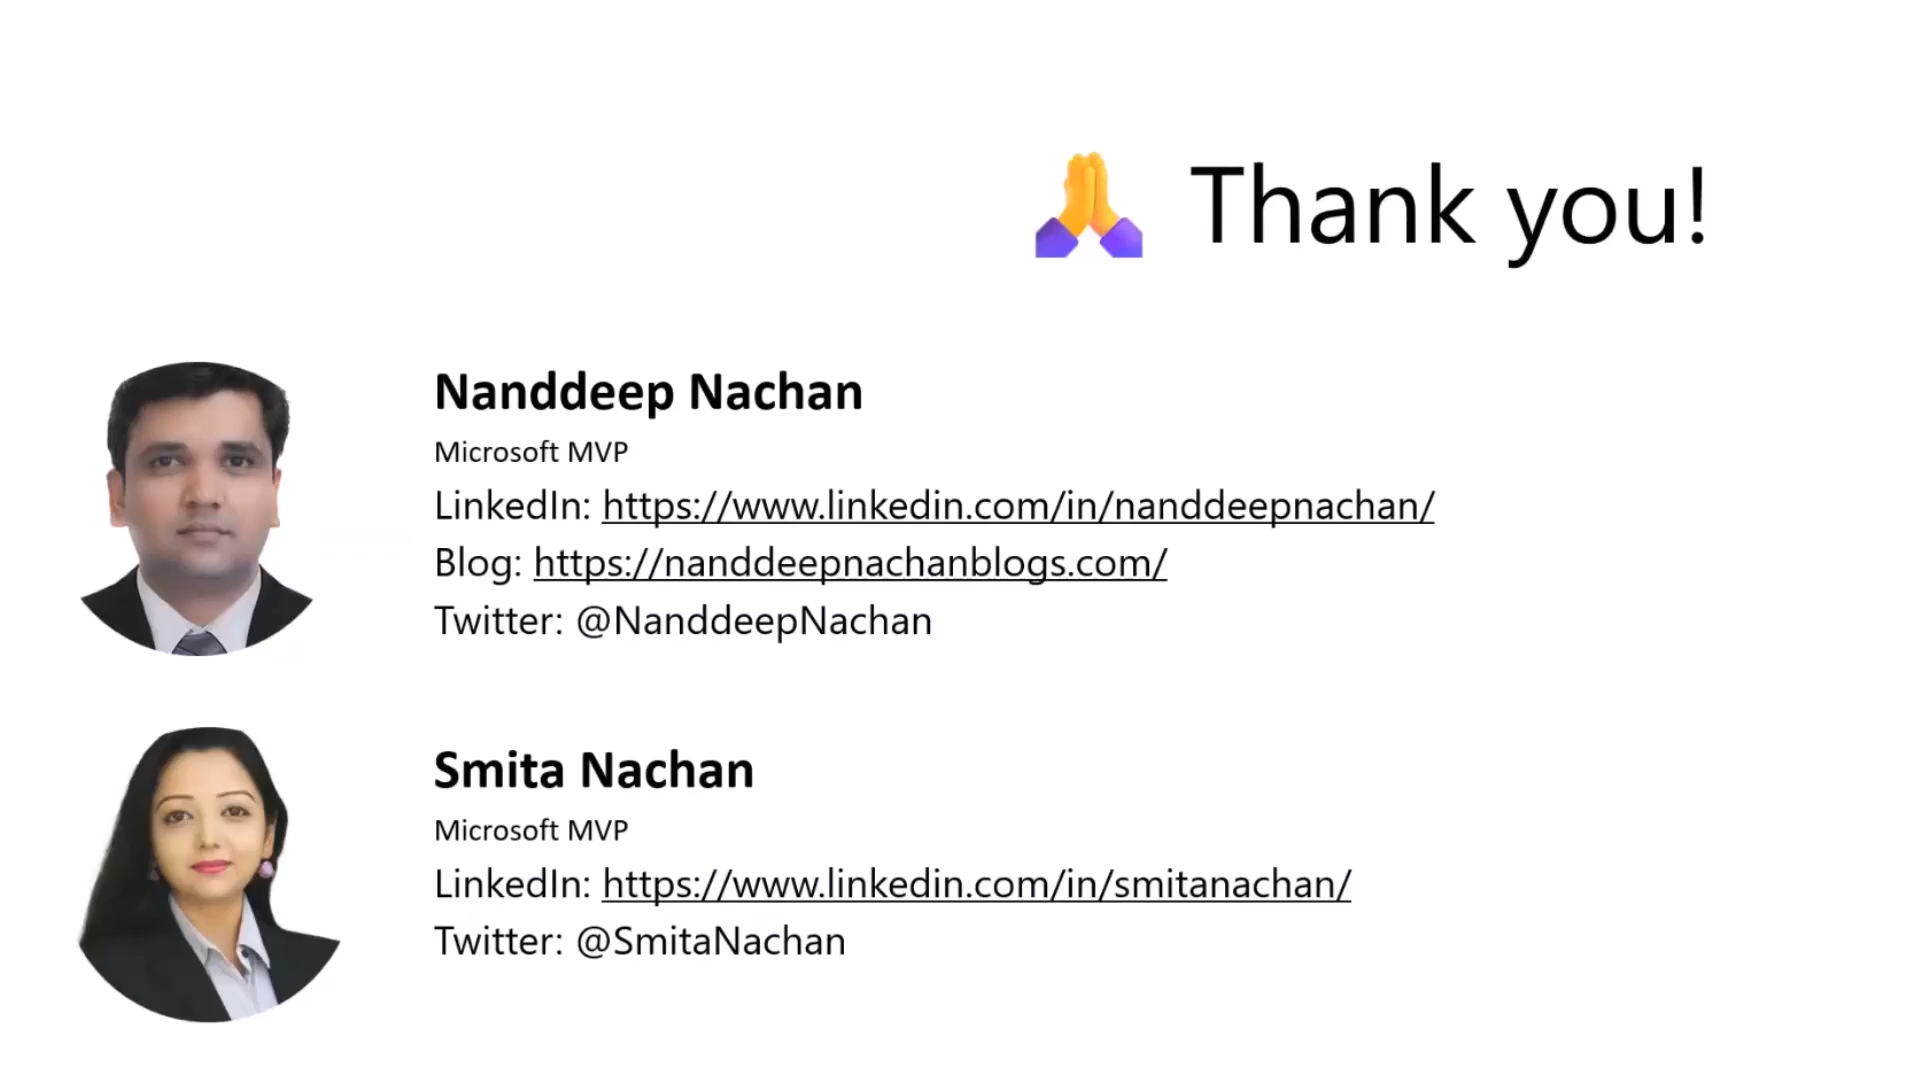 Thank you!
Nanddeep Nachan
Microsoft MVP
LinkedIn: https://www.linkedin.com/in/nanddeepnachan/
Blog: https://nanddeepnachanblogs.com/
Twitter: @NanddeepNachan
Smita Nachan
Microsoft MVP
LinkedIn: https://www.linkedin.com/in/smitanachan/
Twitter: @SmitaNachan